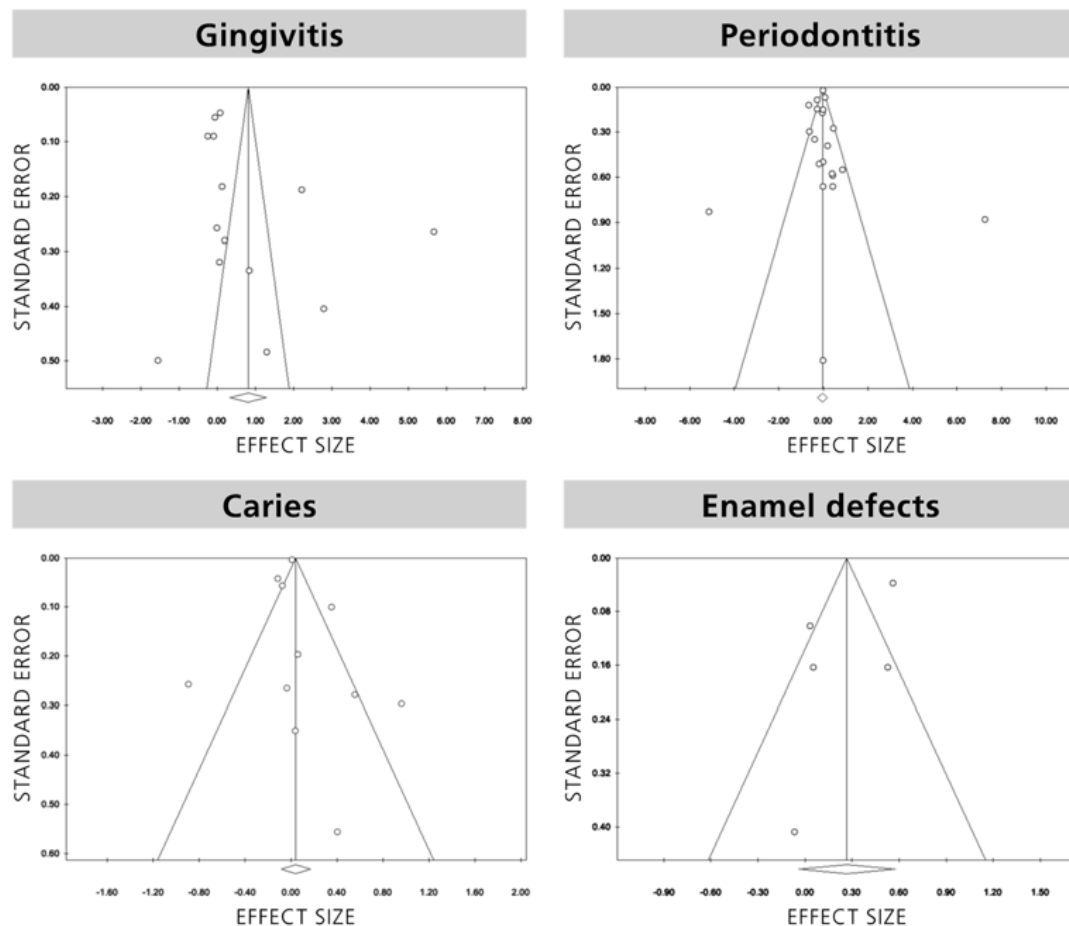 Gingivitis
0.00
0.10
0.20
0.30
0.40
0.50
STANDARD ERROR
-3.00 -2.00 -1.00 0.00 1.00 2.00 3.00 4.00 5.00 6.00 7.00 8.00
EFFECT SIZE
Periodontitis
0.00
0.30
0.60
0.90
1.20
1.50
1.80
STANDARD ERROR
-8.00 -6.00 -4.00 -2.00 0.00 2.00 4.00 6.00 8.00 10.00
EFFECT SIZE
Caries
0.00
0.10
0.20
0.30
0.40
0.50
0.60
STANDARD ERROR
-1.60 -1.20 -0.80 -0.40 0.00 0.40 0.80 1.20 1.60 2.00
EFFECT SIZE
Enamel defects
0.00
0.08
0.16
0.24
0.32
0.40
STANDARD ERROR
-0.90 -0.60 -0.30 0.00 0.30 0.60 0.90 1.20 1.50
EFFECT SIZE